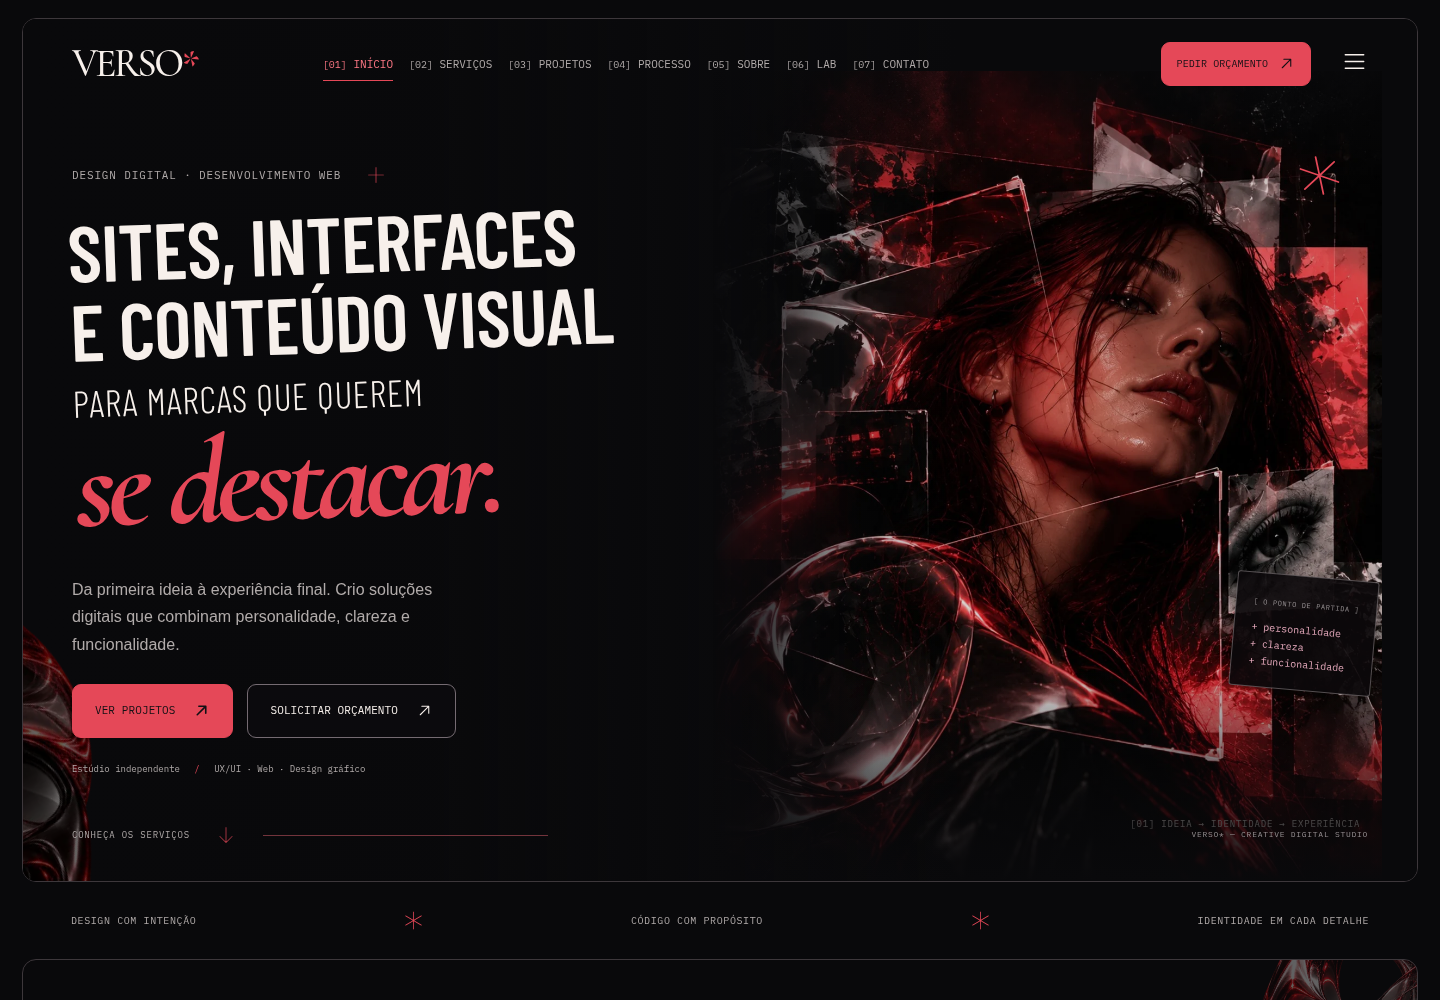 VERSO*
[01] INÍCIO [02] SERVIÇOS [03] PROJETOS [04] PROCESSO [05] SOBRE [06] LAB [07] CONTATO
PEDIR ORÇAMENTO
DESIGN DIGITAL · DESENVOLVIMENTO WEB
SITES, INTERFACES
E CONTEÚDO VISUAL
PARA MARCAS QUE QUEREM
se destacar.
Da primeira ideia à experiência final. Crio soluções
digitais que combinam personalidade, clareza e
funcionalidade.
VER PROJETOS
SOLICITAR ORÇAMENTO
Estúdio independente / UX/UI · Web · Design gráfico
CONHEÇA OS SERVIÇOS
[ O PONTO DE PARTIDA ]
+ personalidade
+ clareza
+ funcionalidade
[01] IDEIA → IDENTIDADE → EXPERIÊNCIA
VERSO* — CREATIVE DIGITAL STUDIO
DESIGN COM INTENÇÃO
CÓDIGO COM PROPÓSITO
IDENTIDADE EM CADA DETALHE